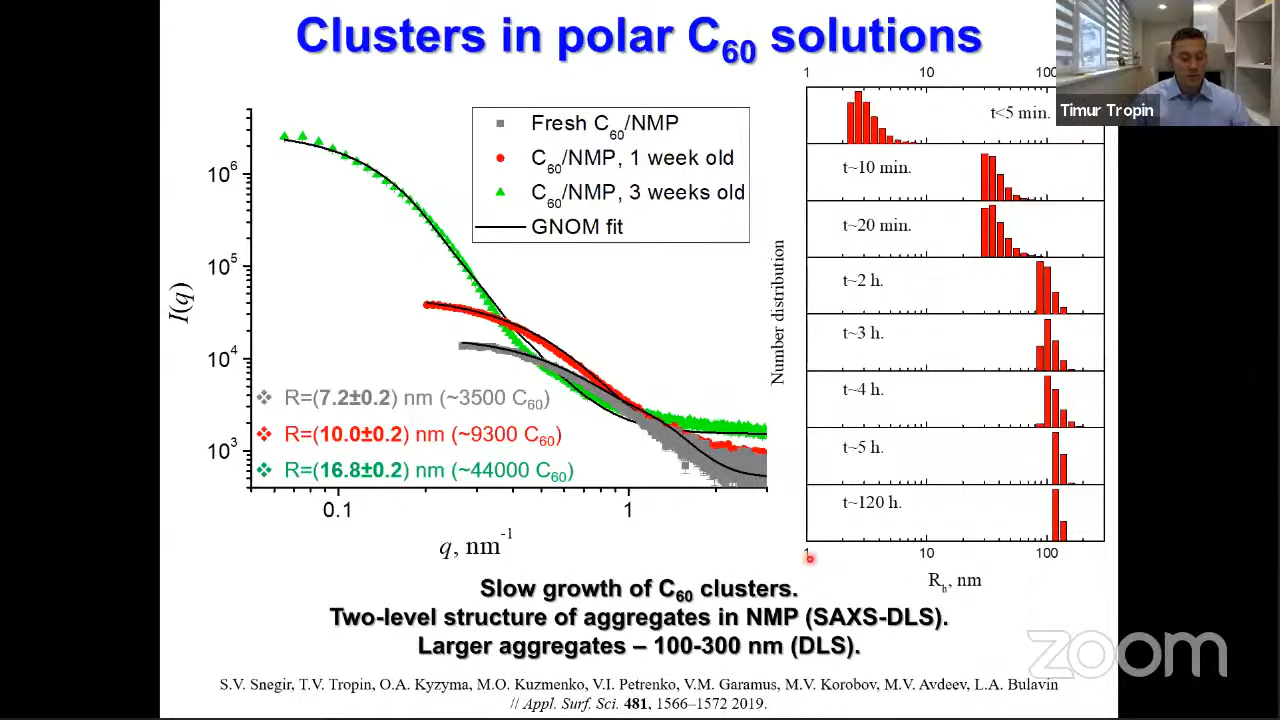 Clusters in polar C60 solutions
Timur Tropin
Fresh C60/NMP
C60/NMP, 1 week old
C60/NMP, 3 weeks old
GNOM fit
I(q)
10^6
10^5
10^4
10^3
R=(7.2±0.2) nm (~3500 C60)
R=(10.0±0.2) nm (~9300 C60)
R=(16.8±0.2) nm (~44000 C60)
0.1
1
q, nm^-1
1
10
100
Number distribution
t<5 min.
t~10 min.
t~20 min.
t~2 h.
t~3 h.
t~4 h.
t~5 h.
t~120 h.
1
10
100
Rh, nm
Slow growth of C60 clusters.
Two-level structure of aggregates in NMP (SAXS-DLS).
Larger aggregates – 100-300 nm (DLS).
zoom
S.V. Snegir, T.V. Tropin, O.A. Kyzyma, M.O. Kuzmenko, V.I. Petrenko, V.M. Garamus, M.V. Korobov, M.V. Avdeev, L.A. Bulavin
// Appl. Surf. Sci. 481, 1566–1572 2019.